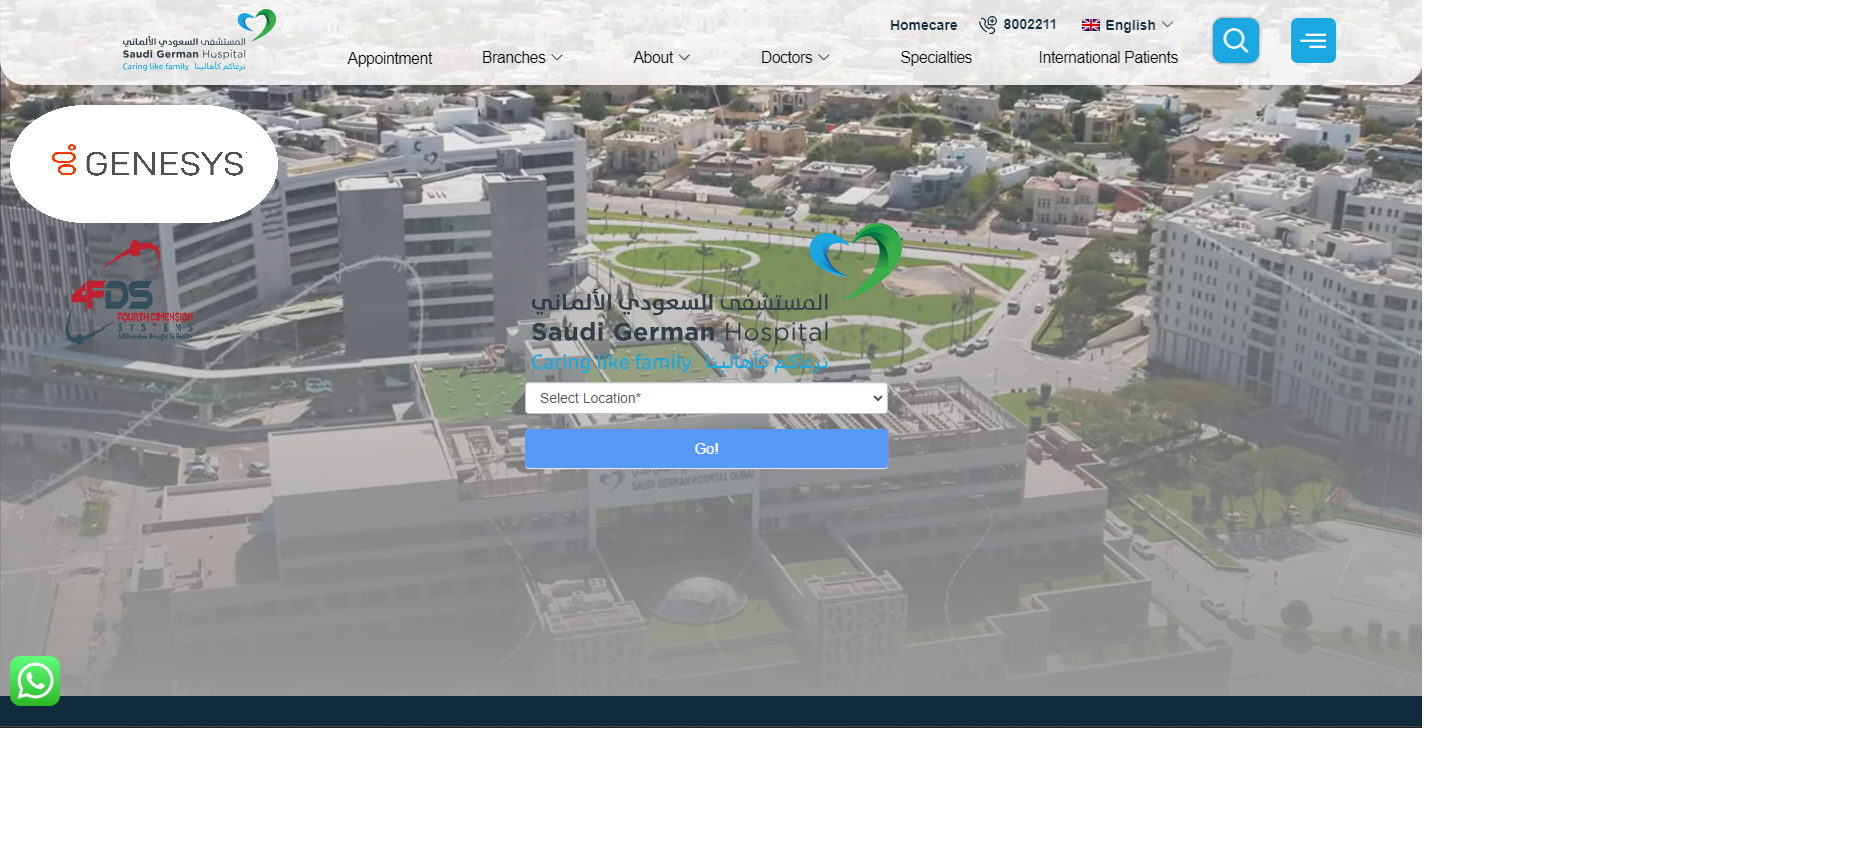 Homecare
8002211
English
المستشفى السعودي الألماني
Saudi German Hospital
Caring like family نرعاكم كأهالينا
Appointment
Branches
About
Doctors
Specialties
International Patients
GENESYS
4FDS
FOURTH DIMENSION
SYSTEMS
المستشفى السعودي الألماني
Saudi German Hospital
Caring like family نرعاكم كأهالينا
Select Location*
Go!
SAUDI GERMAN HOSPITAL DUBAI